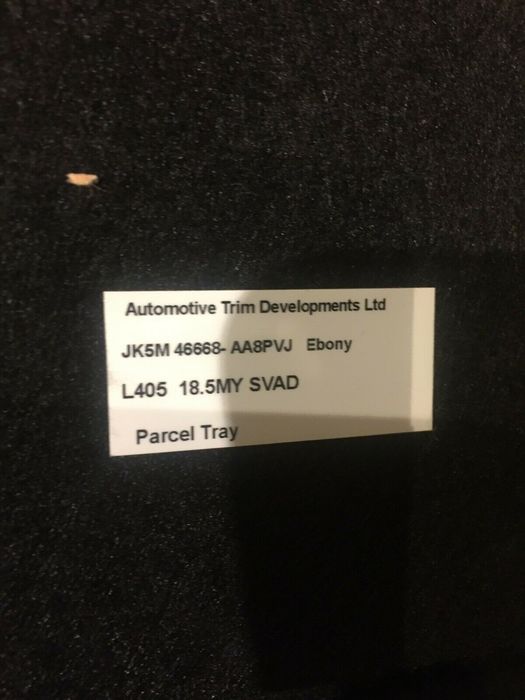 Automotive Trim Developments Ltd
JK5M 46668- AA8PVJ Ebony
L405 18.5MY SVAD
Parcel Tray